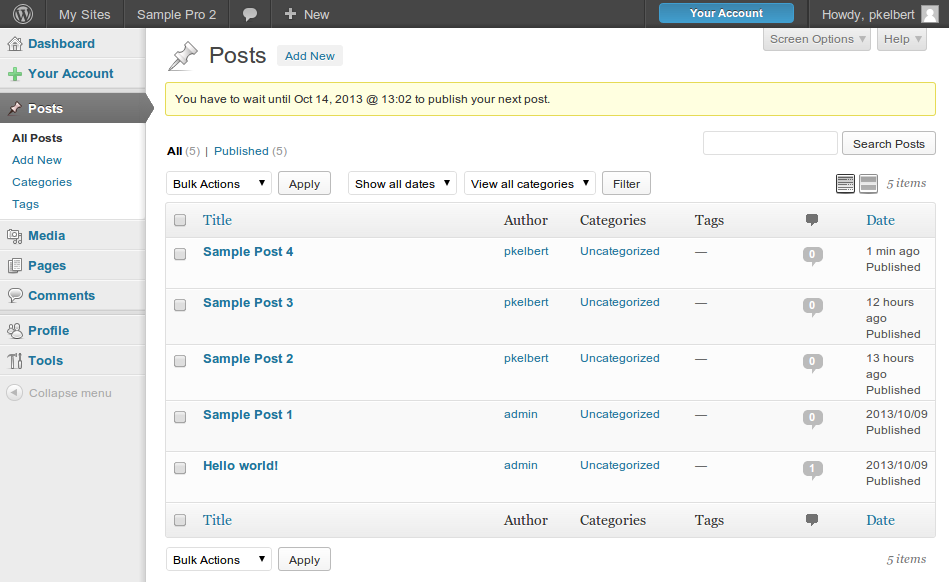 My Sites Sample Pro 2 New Your Account Howdy, pkelbert
Dashboard
Your Account
Posts
All Posts
Add New
Categories
Tags
Media
Pages
Comments
Profile
Tools
Collapse menu
Screen Options Help
Posts Add New
You have to wait until Oct 14, 2013 @ 13:02 to publish your next post.
All (5) | Published (5)
Search Posts
Bulk Actions Apply Show all dates View all categories Filter 5 items
Title Author Categories Tags Date
Sample Post 4 pkelbert Uncategorized — 0 1 min ago
Published
Sample Post 3 pkelbert Uncategorized — 0 12 hours
ago
Published
Sample Post 2 pkelbert Uncategorized — 0 13 hours
ago
Published
Sample Post 1 admin Uncategorized — 0 2013/10/09
Published
Hello world! admin Uncategorized — 1 2013/10/09
Published
Title Author Categories Tags Date
Bulk Actions Apply 5 items